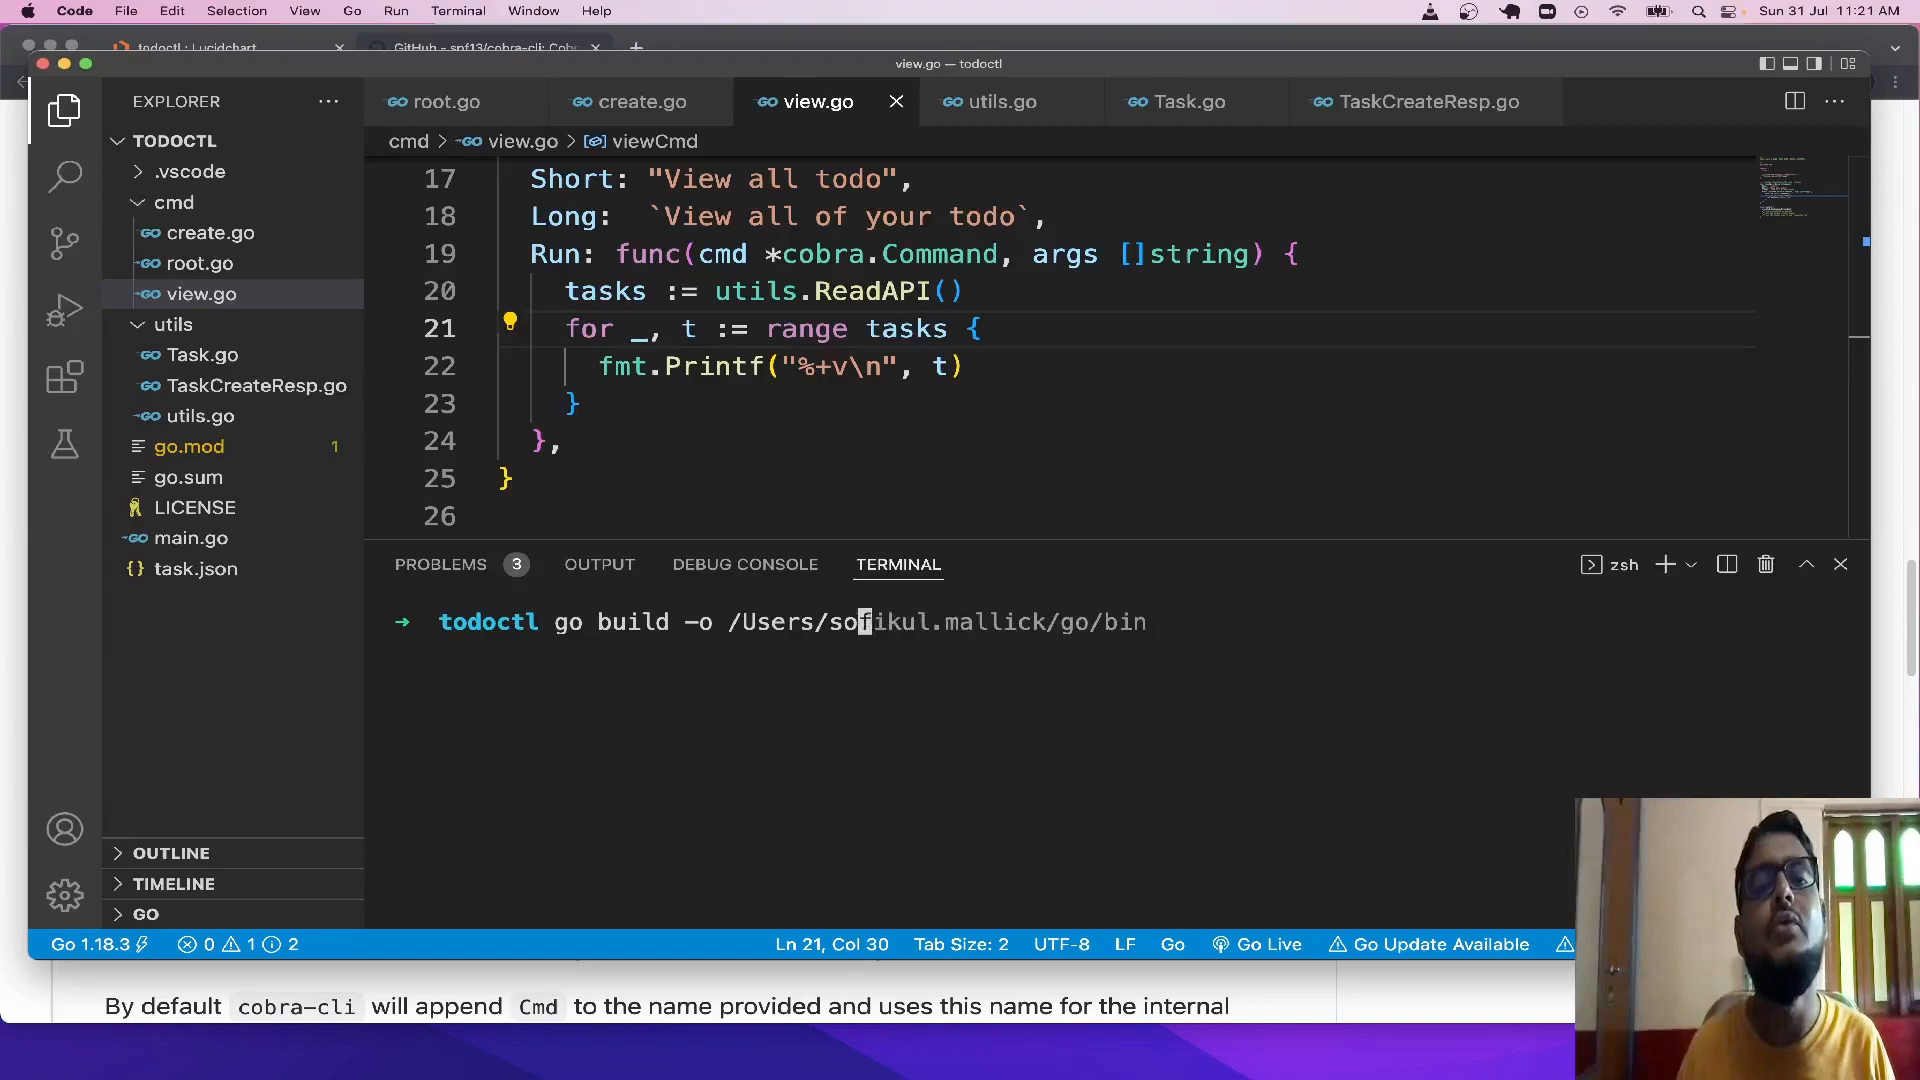 Code File Edit Selection View Go Run Terminal Window Help
Sun 31 Jul 11:21 AM
todoctl : Lucidchart
GitHub - spf13/cobra-cli: Cobr
view.go — todoctl
EXPLORER
root.go
create.go
view.go
utils.go
Task.go
TaskCreateResp.go
TODOCTL
.vscode
cmd
create.go
root.go
view.go
utils
Task.go
TaskCreateResp.go
utils.go
go.mod 1
go.sum
LICENSE
main.go
task.json
OUTLINE
TIMELINE
GO
cmd > view.go > viewCmd
17 Short: "View all todo",
18 Long: `View all of your todo`,
19 Run: func(cmd *cobra.Command, args []string) {
20 tasks := utils.ReadAPI()
21 for _, t := range tasks {
22 fmt.Printf("%+v\n", t)
23 }
24 },
25 }
26
PROBLEMS 3 OUTPUT DEBUG CONSOLE TERMINAL
zsh
➜ todoctl go build -o /Users/sofikul.mallick/go/bin
Go 1.18.3 0 1 2
Ln 21, Col 30 Tab Size: 2 UTF-8 LF Go Go Live Go Update Available
By default cobra-cli will append Cmd to the name provided and uses this name for the internal